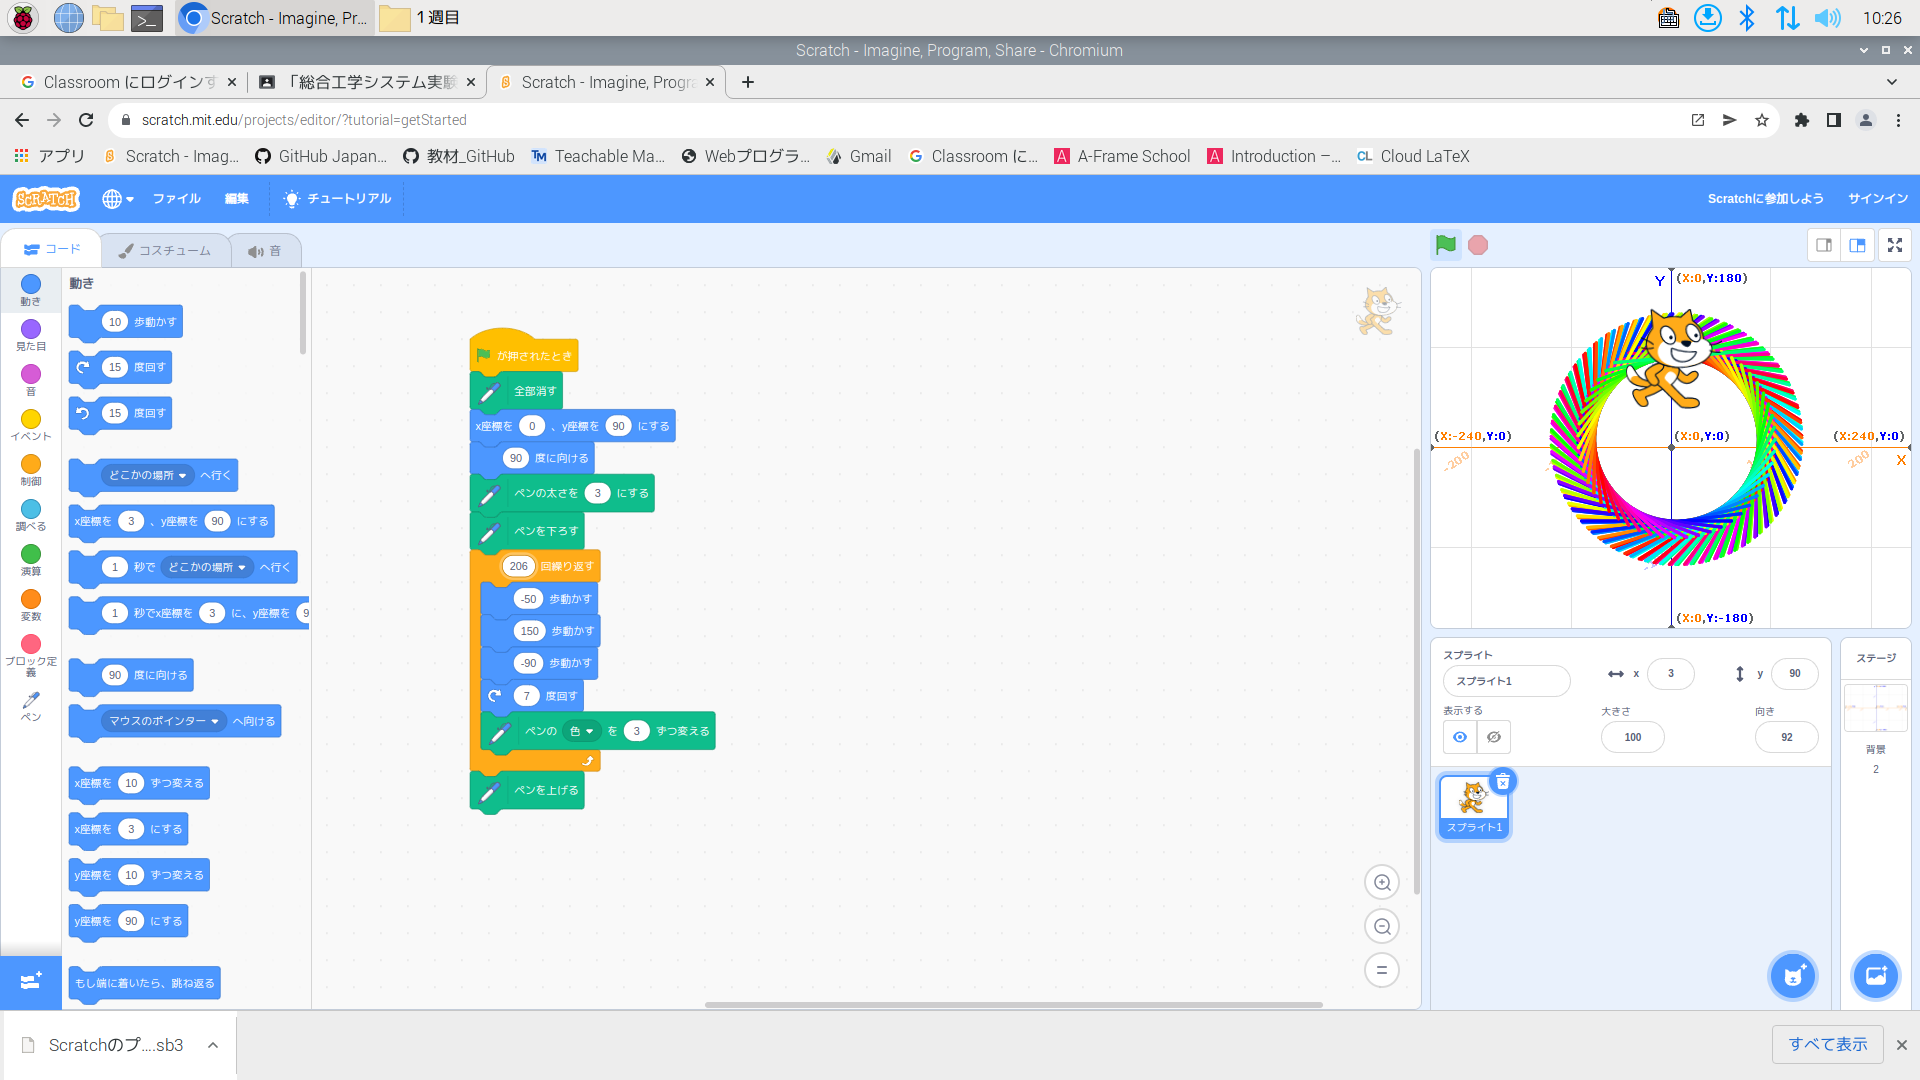 Scratch - Imagine, Pr...
1週目
10:26
Scratch - Imagine, Program, Share - Chromium
Classroom にログインす
「総合工学システム実験
Scratch - Imagine, Progra
scratch.mit.edu/projects/editor/?tutorial=getStarted
アプリ
Scratch - Imag...
GitHub Japan...
教材_GitHub
Teachable Ma...
Webプログラ...
Gmail
Classroom に...
A-Frame School
Introduction –...
Cloud LaTeX
SCRATCH
ファイル
編集
チュートリアル
Scratchに参加しよう
サインイン
コード
コスチューム
音
動き
見た目
音
イベント
制御
調べる
演算
変数
ブロック定義
ペン
動き
10 歩動かす
15 度回す
15 度回す
どこかの場所 へ行く
x座標を 3 、y座標を 90 にする
1 秒で どこかの場所 へ行く
1 秒でx座標を 3 に、y座標を 9
90 度に向ける
マウスのポインター へ向ける
x座標を 10 ずつ変える
x座標を 3 にする
y座標を 10 ずつ変える
y座標を 90 にする
もし端に着いたら、跳ね返る
が押されたとき
全部消す
x座標を 0 、y座標を 90 にする
90 度に向ける
ペンの太さを 3 にする
ペンを下ろす
206 回繰り返す
-50 歩動かす
150 歩動かす
-90 歩動かす
7 度回す
ペンの 色 を 3 ずつ変える
ペンを上げる
Y (X:0,Y:180)
(X:-240,Y:0)
(X:0,Y:0)
(X:240,Y:0)
-200
200
X
(X:0,Y:-180)
スプライト
スプライト1
x 3
y 90
表示する
大きさ
100
向き
92
スプライト1
ステージ
背景
2
Scratchのプ....sb3
すべて表示